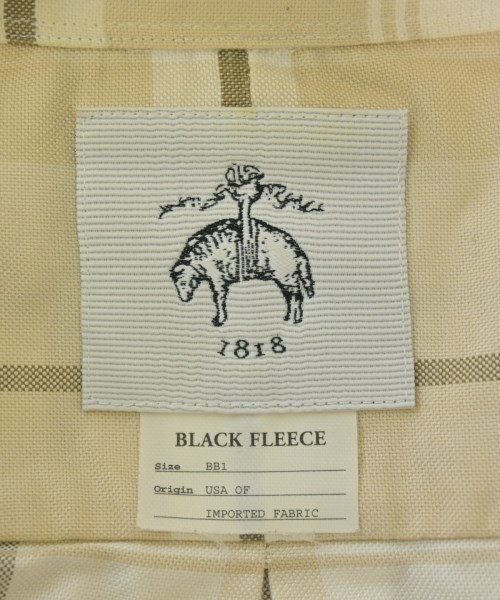 1818
BLACK FLEECE
Size BB1
Origin USA OF
IMPORTED FABRIC